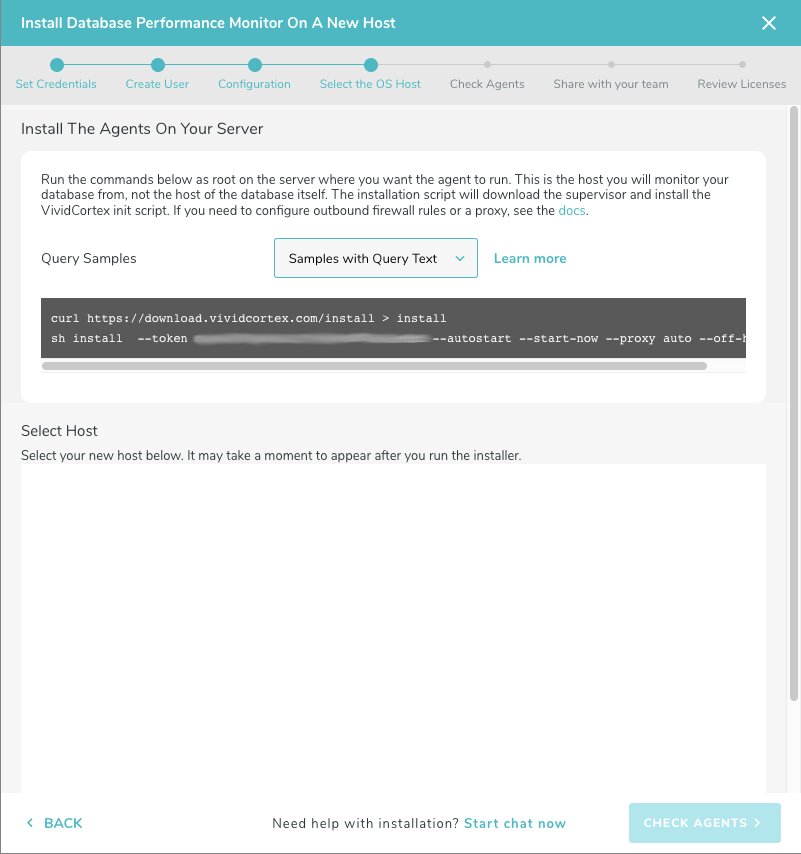 Install Database Performance Monitor On A New Host
Set Credentials Create User Configuration Select the OS Host Check Agents Share with your team Review Licenses
Install The Agents On Your Server
Run the commands below as root on the server where you want the agent to run. This is the host you will monitor your
database from, not the host of the database itself. The installation script will download the supervisor and install the
VividCortex init script. If you need to configure outbound firewall rules or a proxy, see the docs.
Query Samples Samples with Query Text Learn more
curl https://download.vividcortex.com/install > install
sh install --token --autostart --start-now --proxy auto --off-
Select Host
Select your new host below. It may take a moment to appear after you run the installer.
BACK Need help with installation? Start chat now CHECK AGENTS